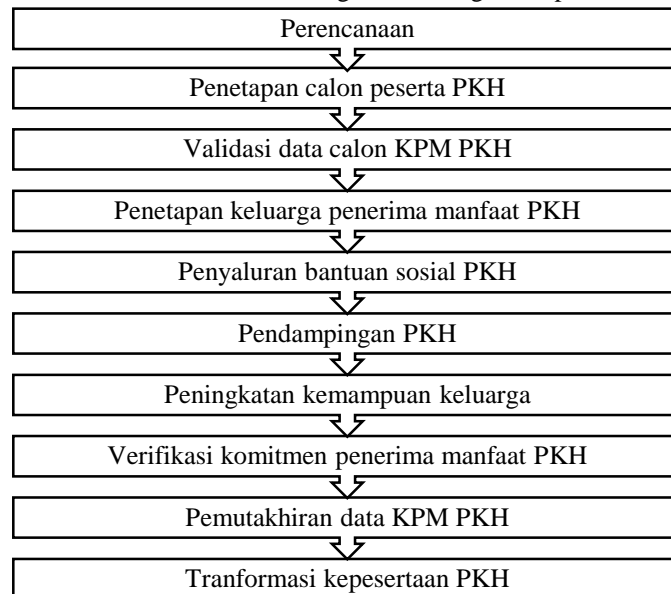 Perencanaan
Penetapan calon peserta PKH
Validasi data calon KPM PKH
Penetapan keluarga penerima manfaat PKH
Penyaluran bantuan sosial PKH
Pendampingan PKH
Peningkatan kemampuan keluarga
Verifikasi komitmen penerima manfaat PKH
Pemutakhiran data KPM PKH
Tranformasi kepesertaan PKH